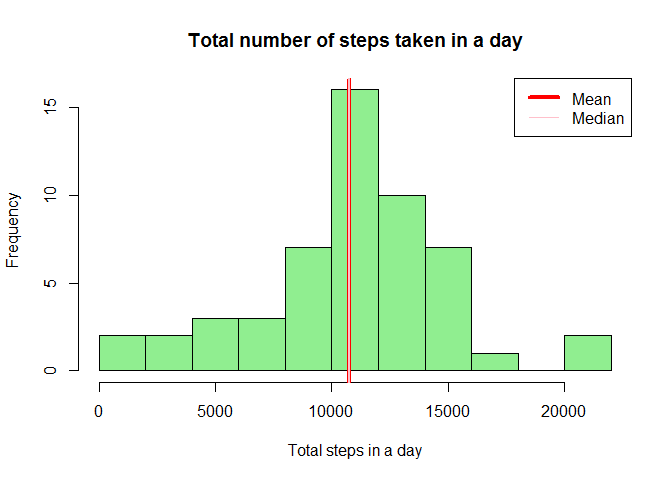 Total number of steps taken in a day
Mean
Median
Frequency
15
10
5
0
0 5000 10000 15000 20000
Total steps in a day